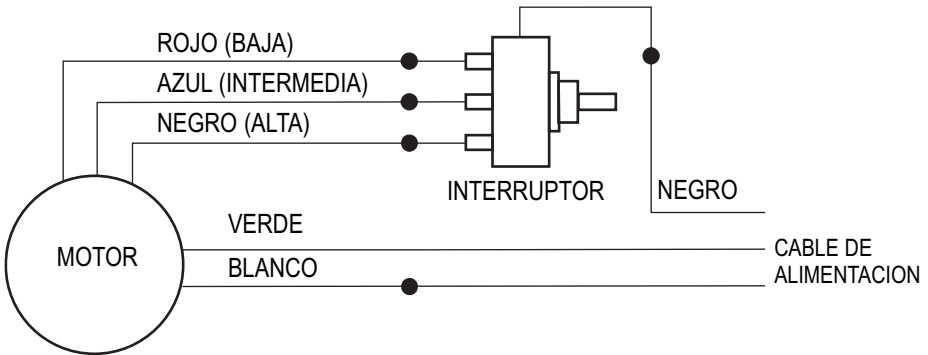 ROJO (BAJA)
AZUL (INTERMEDIA)
NEGRO (ALTA)
INTERRUPTOR
NEGRO
VERDE
MOTOR
BLANCO
CABLE DE
ALIMENTACION